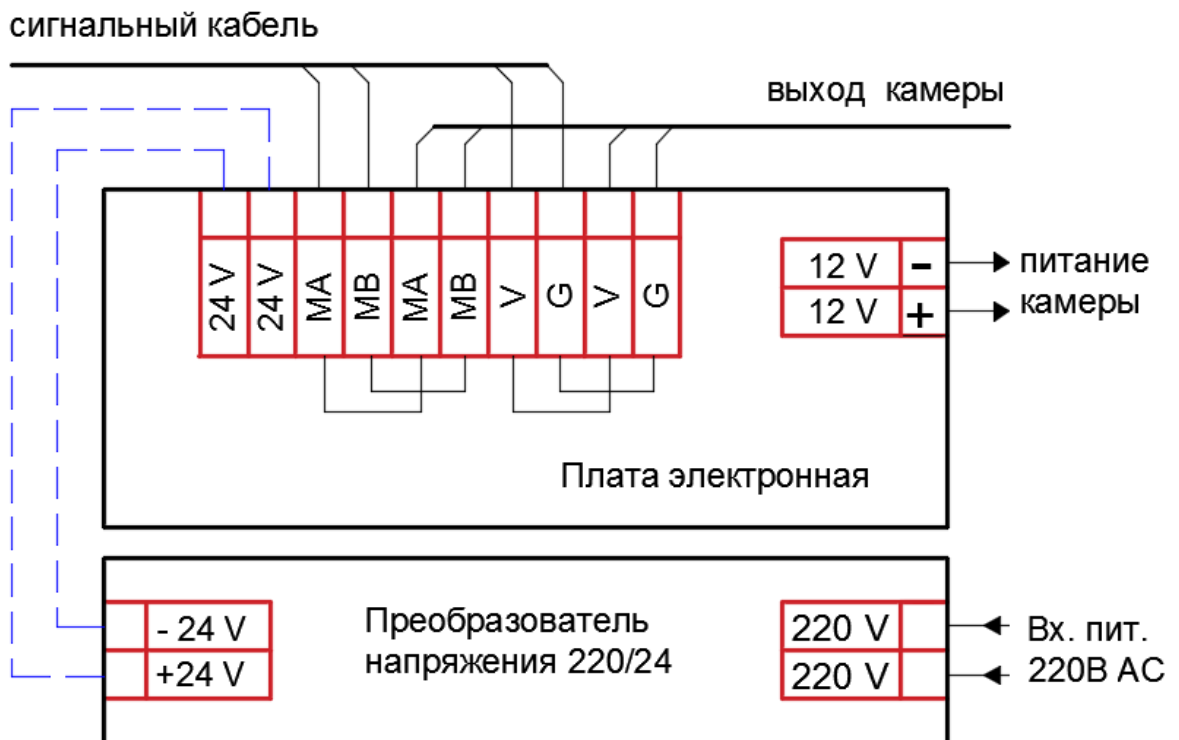 сигнальный кабель
выход камеры
24 V
24 V
MA
MB
MA
MB
V
G
V
G
12 V -
12 V +
питание
камеры
Плата электронная
- 24 V
+24 V
Преобразователь
напряжения 220/24
220 V
220 V
Вх. пит.
220В AC